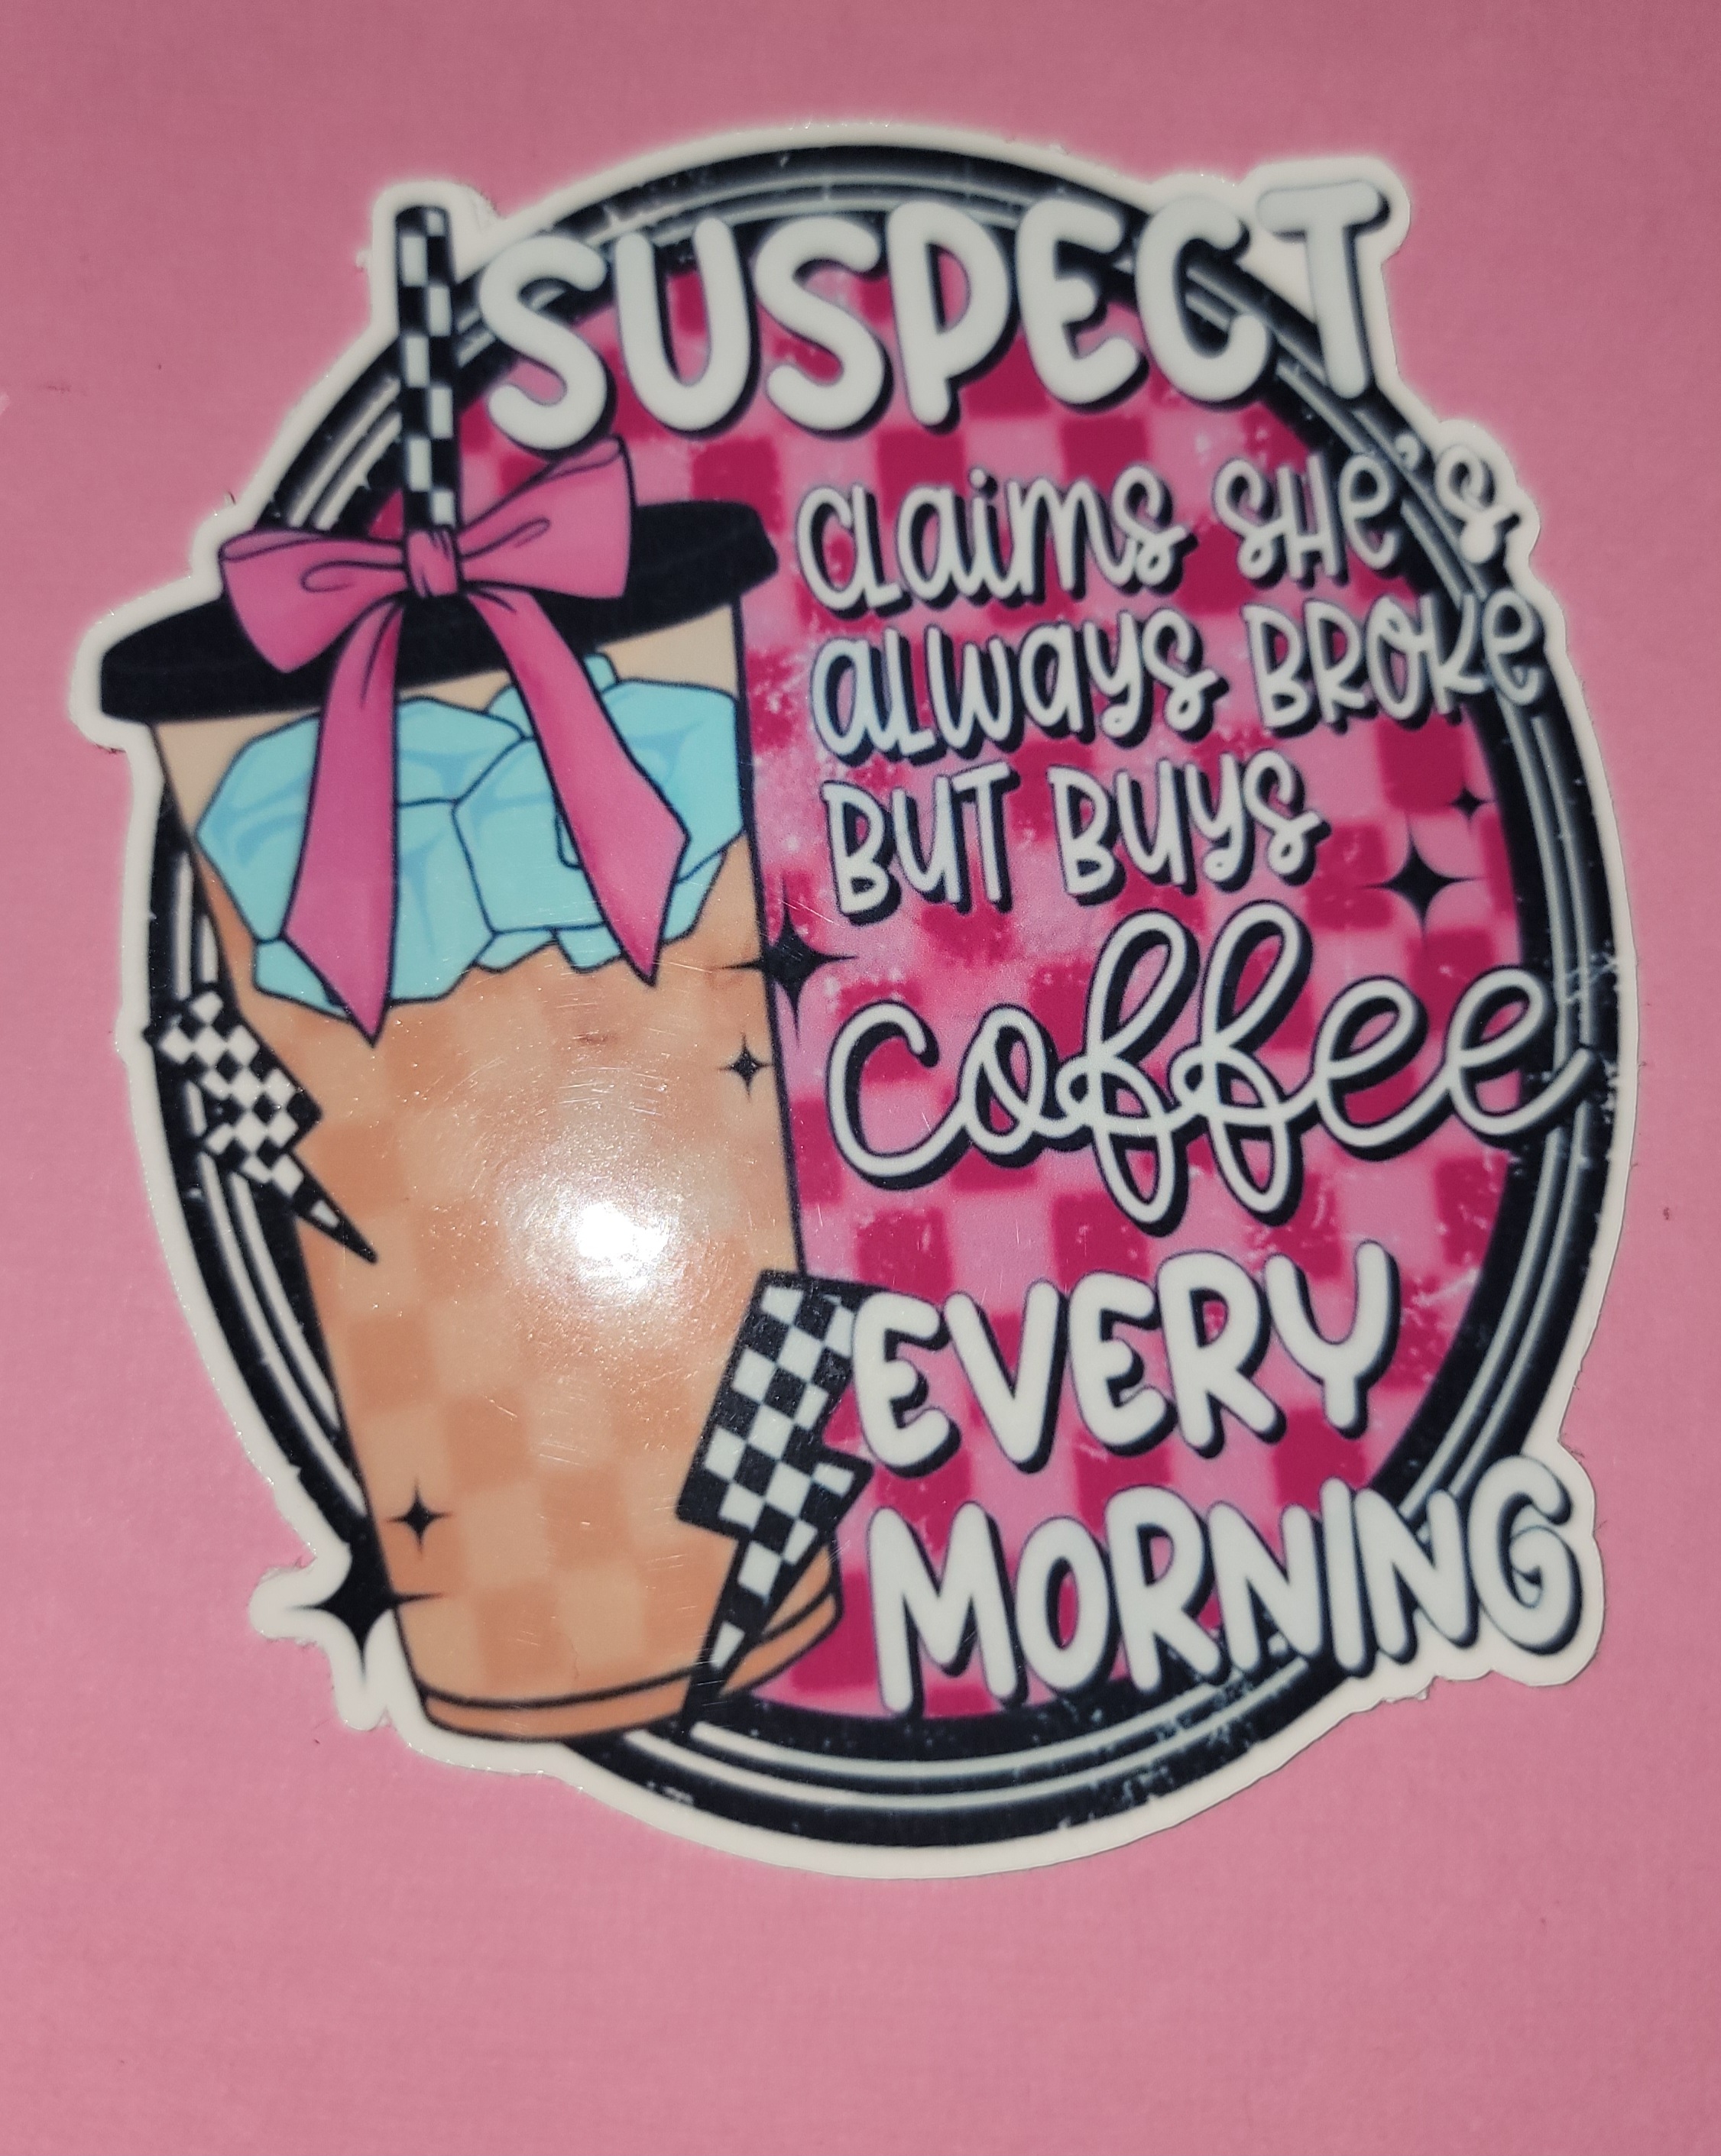 SUSPECT
CLaims SHe's
aLways BROKe
BUT BUYS
coffee
EVERY
MORNING